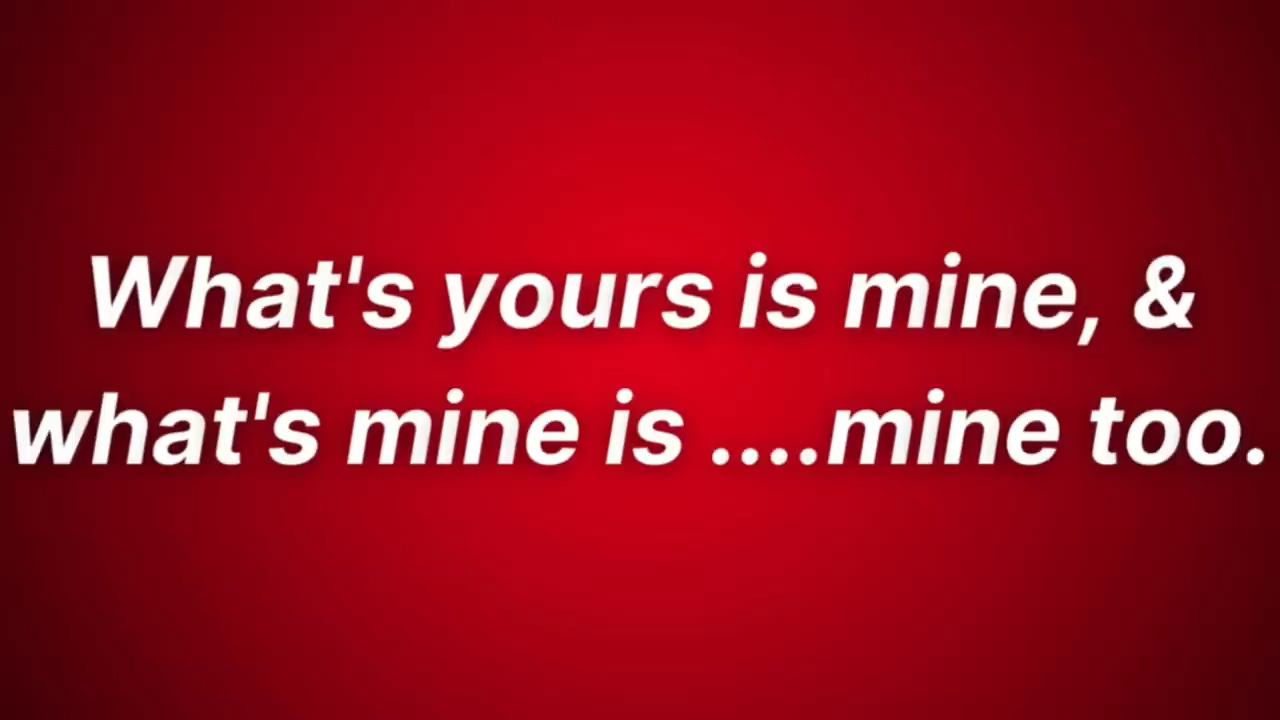 What's yours is mine, &
what's mine is ....mine too.